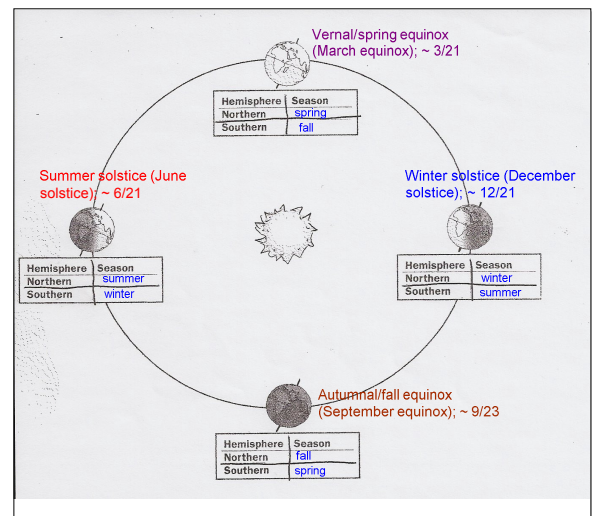 Vernal/spring equinox
(March equinox); ~ 3/21
Hemisphere Season
Northern spring
Southern fall
Summer solstice (June
solstice); ~ 6/21
Hemisphere Season
Northern summer
Southern winter
Winter solstice (December
solstice); ~ 12/21
Hemisphere Season
Northern winter
Southern summer
Autumnal/fall equinox
(September equinox); ~ 9/23
Hemisphere Season
Northern fall
Southern spring